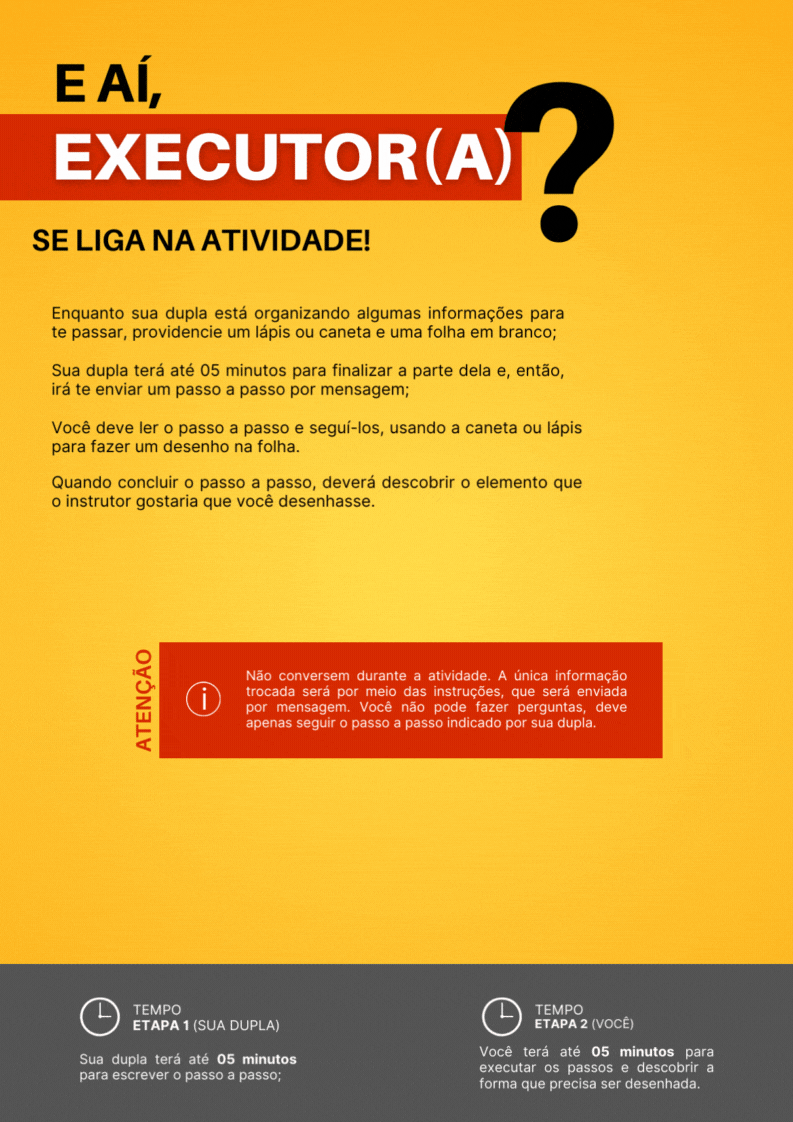 E AÍ,
EXECUTOR(A)?
SE LIGA NA ATIVIDADE!
Enquanto sua dupla está organizando algumas informações para
te passar, providencie um lápis ou caneta e uma folha em branco;
Sua dupla terá até 05 minutos para finalizar a parte dela e, então,
irá te enviar um passo a passo por mensagem;
Você deve ler o passo a passo e seguí-los, usando a caneta ou lápis
para fazer um desenho na folha.
Quando concluir o passo a passo, deverá descobrir o elemento que
o instrutor gostaria que você desenhasse.
ATENÇÃO
i
Não conversem durante a atividade. A única informação
trocada será por meio das instruções, que será enviada
por mensagem. Você não pode fazer perguntas, deve
apenas seguir o passo a passo indicado por sua dupla.
TEMPO
ETAPA 1 (SUA DUPLA)
Sua dupla terá até 05 minutos
para escrever o passo a passo;
TEMPO
ETAPA 2 (VOCÊ)
Você terá até 05 minutos para
executar os passos e descobrir a
forma que precisa ser desenhada.